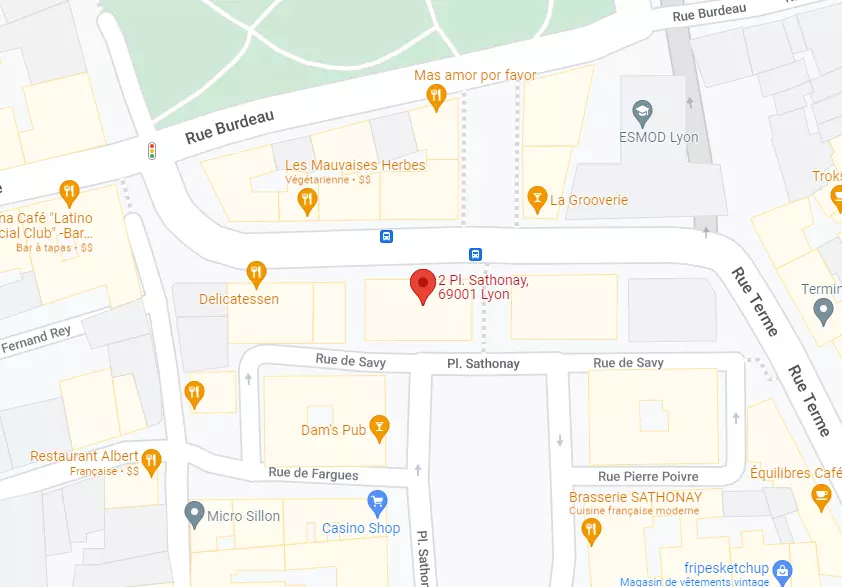 Rue Burdeau
Mas amor por favor
Rue Burdeau
ESMOD Lyon
Les Mauvaises Herbes
Végétarienne • $$
Troks
La Grooverie
na Café "Latino
cial Club" -Bar...
Bar à tapas • $$
2 Pl. Sathonay,
69001 Lyon
Delicatessen
Rue Terme
Termin
Fernand Rey
Rue de Savy
Pl. Sathonay
Rue de Savy
Rue Terme
Dam's Pub
Restaurant Albert
Française • $$
Rue de Fargues
Rue Pierre Poivre
Équilibres Café
Brasserie SATHONAY
Cuisine française moderne
Micro Sillon
Casino Shop
Pl. Sathon
fripesketchup
Magasin de vêtements vintage